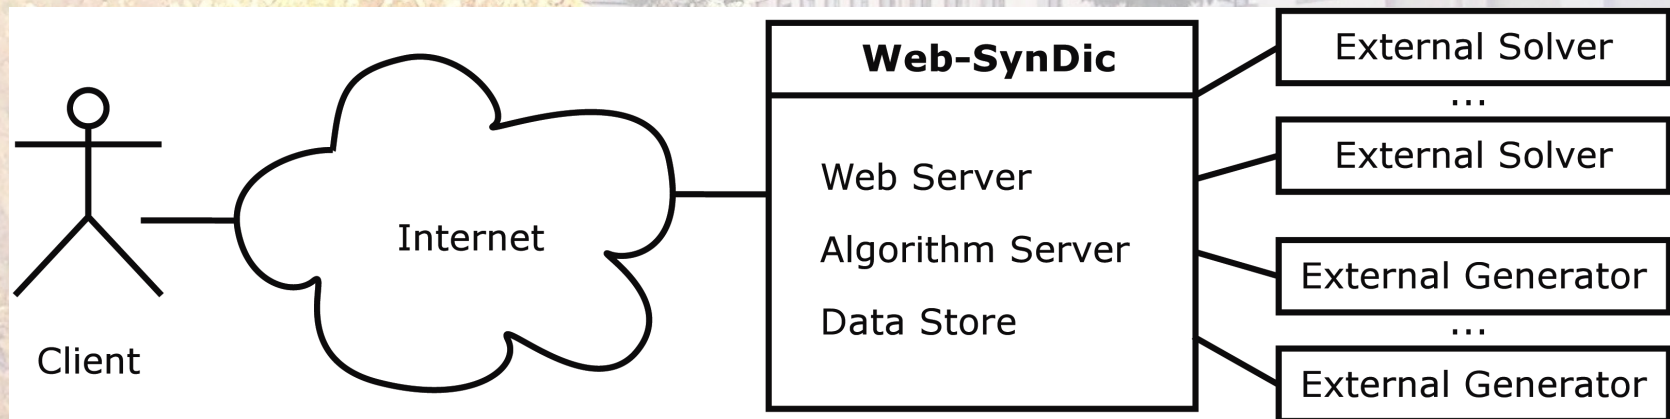 Client
Internet
Web-SynDic
Web Server
Algorithm Server
Data Store
External Solver
...
External Solver
External Generator
...
External Generator